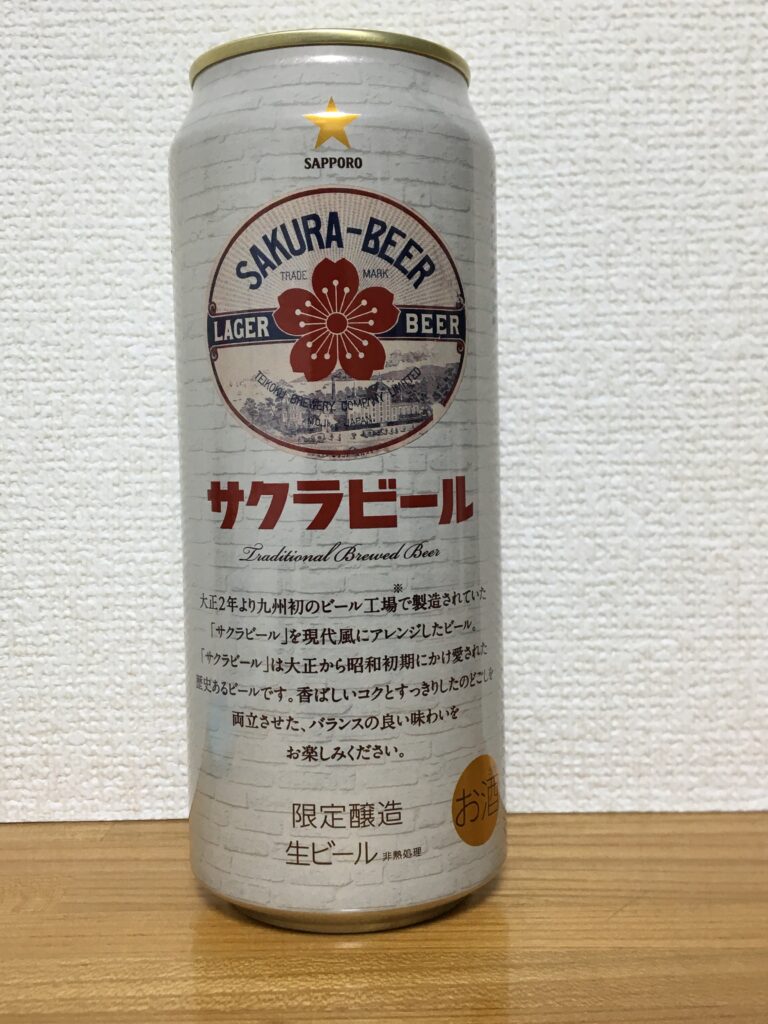 SAPPORO
SAKURA-BEER
TRADE MARK
LAGER BEER
TEIKOKU BREWERY COMPANY LIMITED
MOJI, JAPAN.
サクラビール
Traditional Brewed Beer
大正2年より九州初のビール工場※で製造されていた
「サクラビール」を現代風にアレンジしたビール。
「サクラビール」は大正から昭和初期にかけ愛された
歴史あるビールです。香ばしいコクとすっきりしたのどごしを
両立させた、バランスの良い味わいを
お楽しみください。
限定醸造
生ビール 非熱処理
お酒